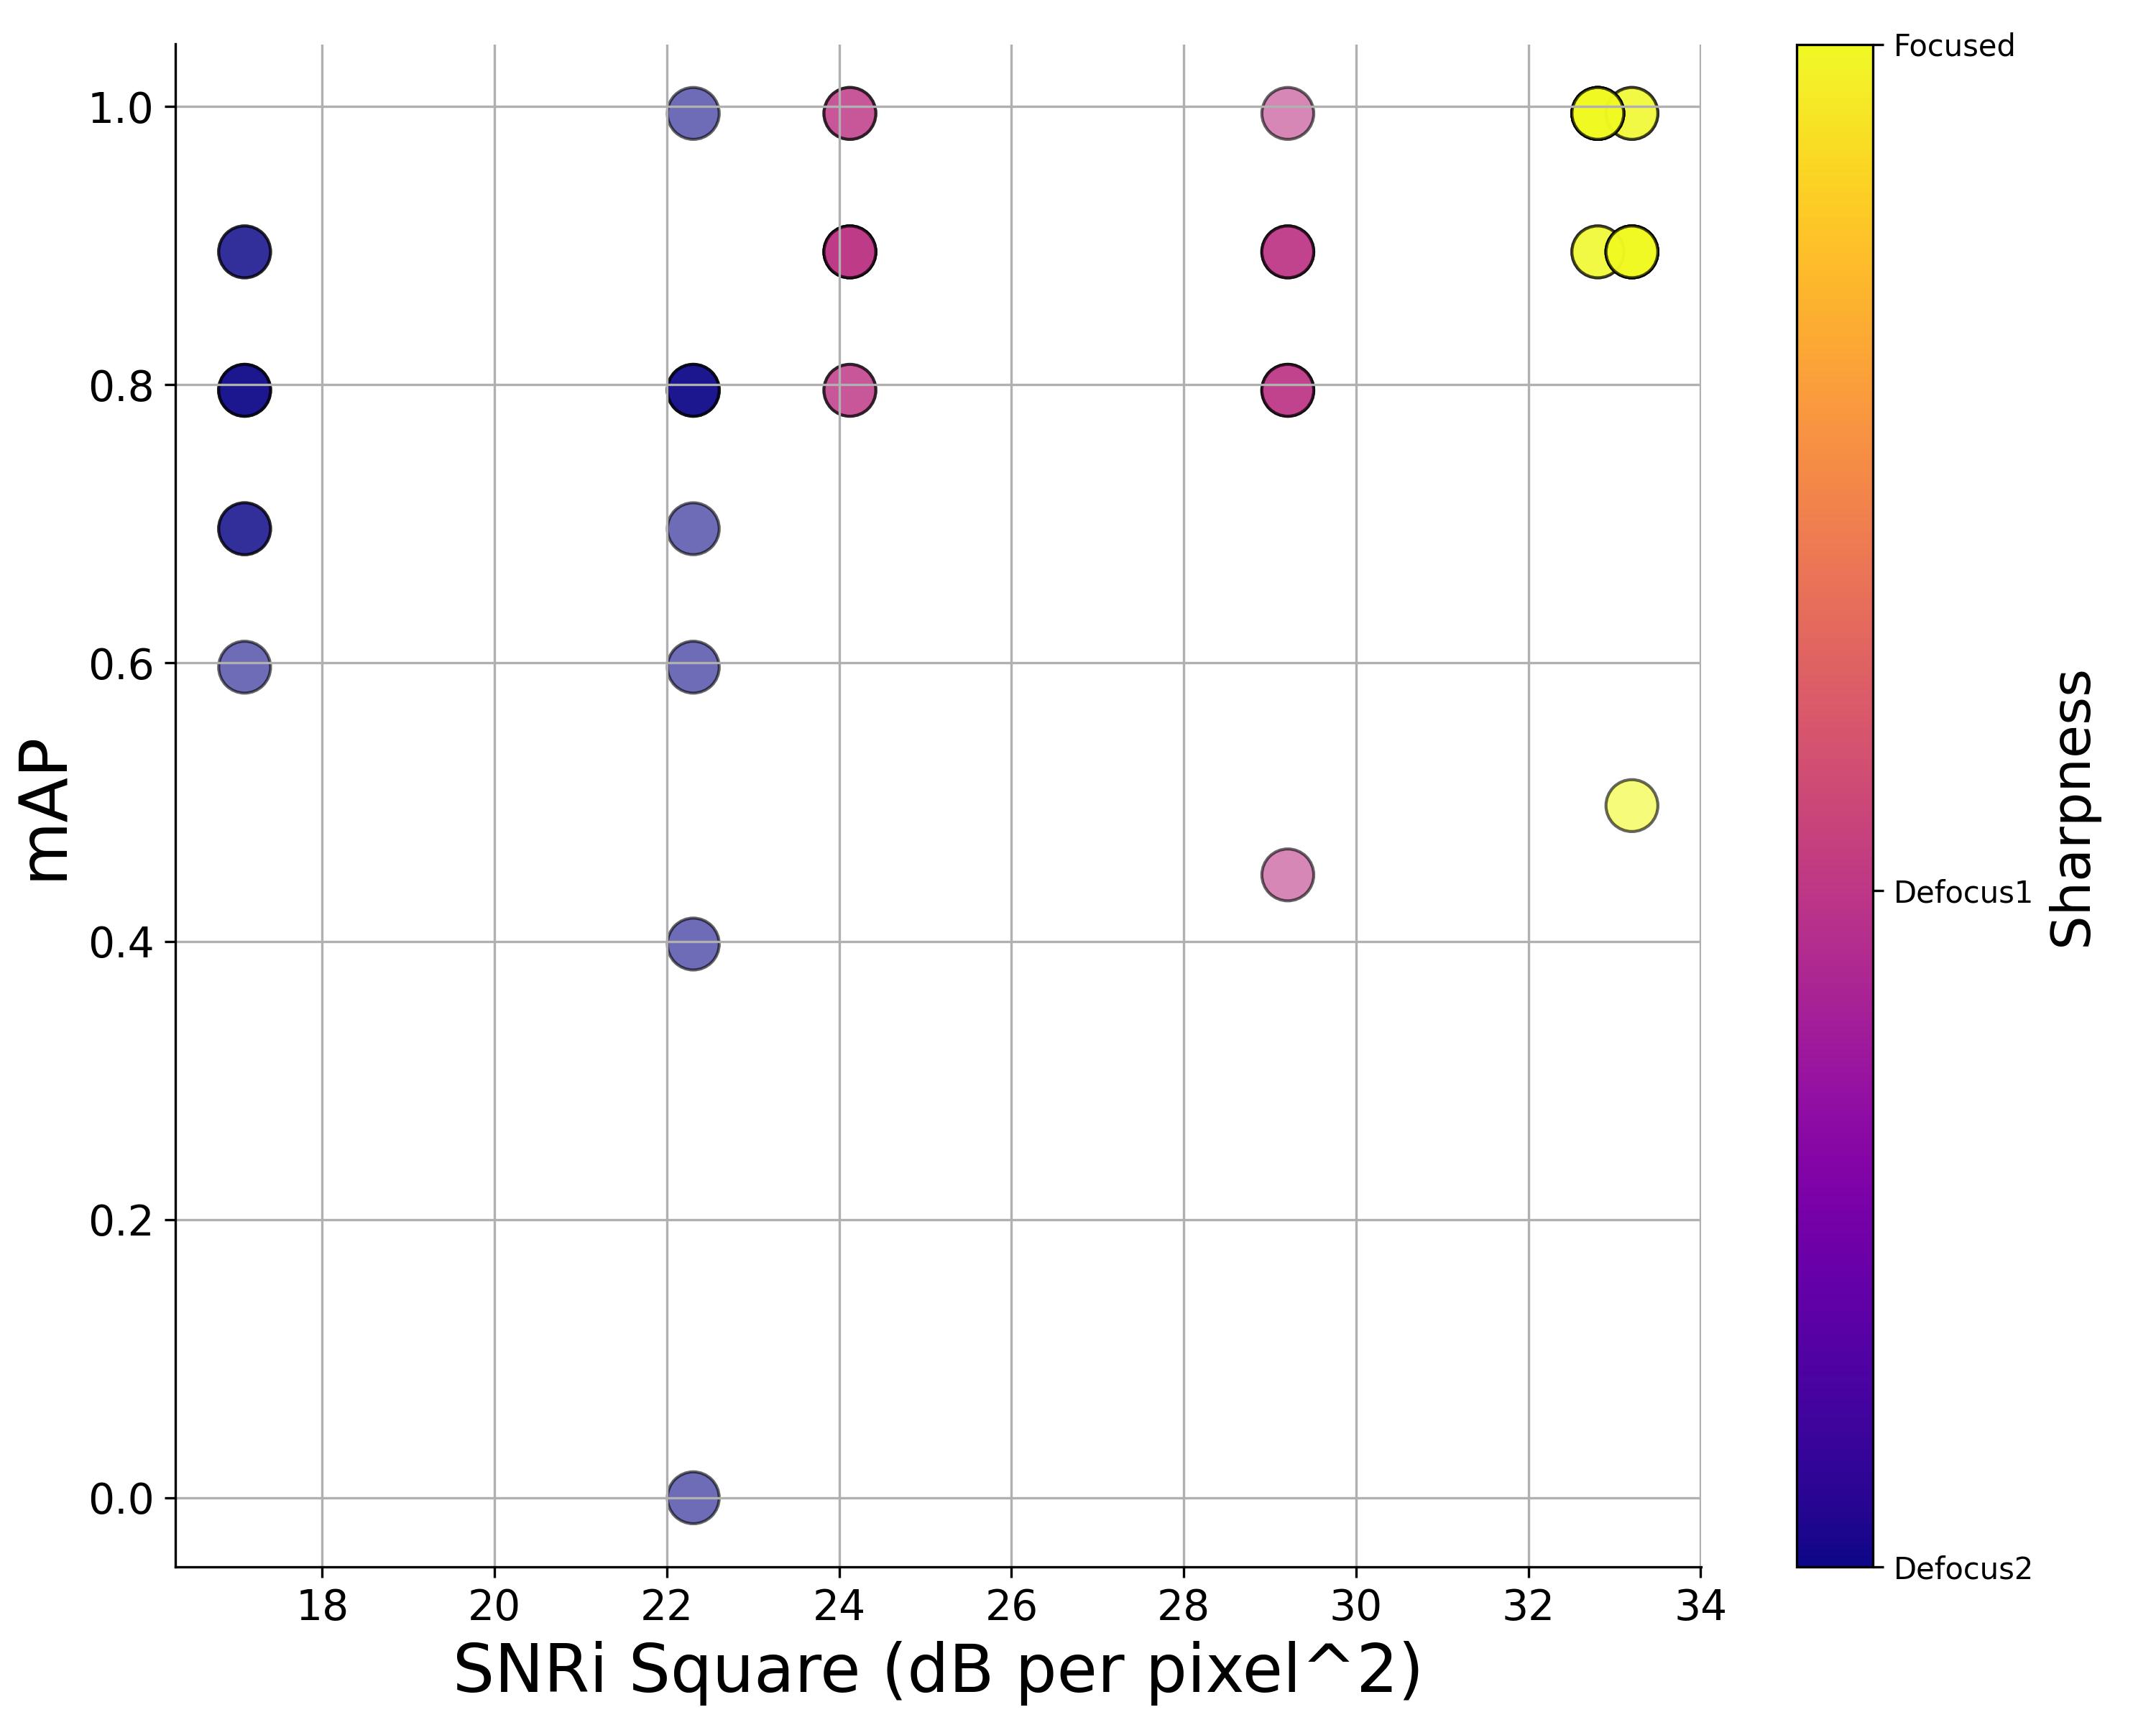 1.0
0.8
0.6
0.4
0.2
0.0
mAP
18 20 22 24 26 28 30 32 34
SNRi Square (dB per pixel^2)
Focused
Defocus1
Defocus2
Sharpness